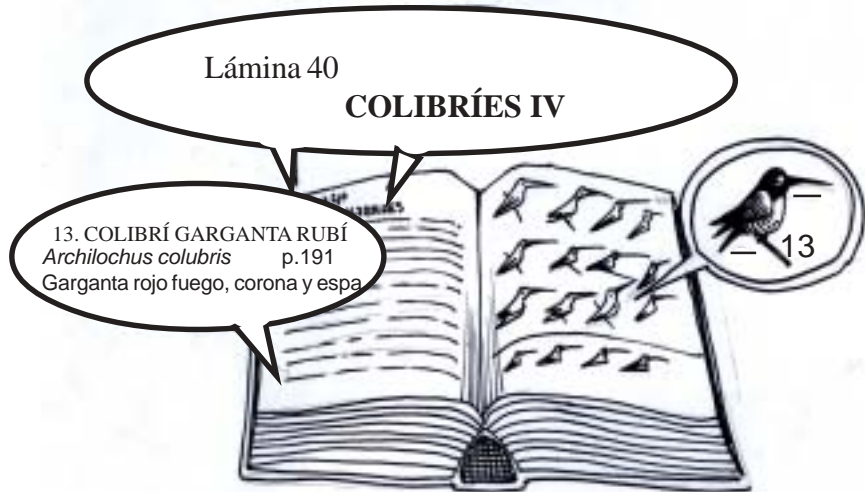 Lámina 40
COLIBRÍES IV
13. COLIBRÍ GARGANTA RUBÍ
Archilochus colubris p.191
Garganta rojo fuego, corona y espa
13